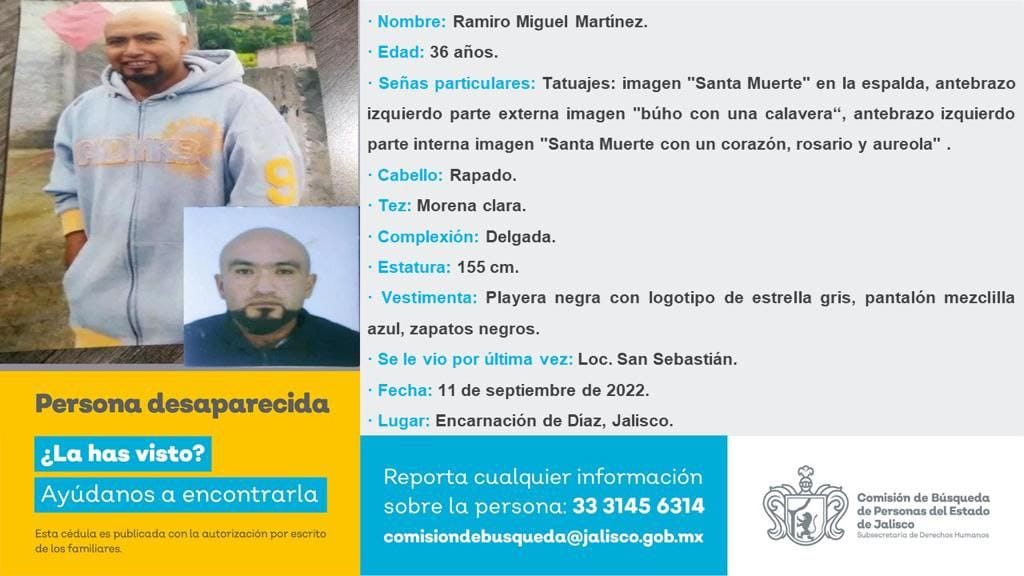 PKDMKS
9
· Nombre: Ramiro Miguel Martínez.
· Edad: 36 años.
· Señas particulares: Tatuajes: imagen "Santa Muerte" en la espalda, antebrazo
izquierdo parte externa imagen "búho con una calavera“, antebrazo izquierdo
parte interna imagen "Santa Muerte con un corazón, rosario y aureola" .
· Cabello: Rapado.
· Tez: Morena clara.
· Complexión: Delgada.
· Estatura: 155 cm.
· Vestimenta: Playera negra con logotipo de estrella gris, pantalón mezclilla
azul, zapatos negros.
· Se le vio por última vez: Loc. San Sebastián.
· Fecha: 11 de septiembre de 2022.
· Lugar: Encarnación de Díaz, Jalisco.
Persona desaparecida
¿La has visto?
Ayúdanos a encontrarla
Esta cédula es publicada con la autorización por escrito
de los familiares.
Reporta cualquier información
sobre la persona: 33 3145 6314
comisiondebusqueda@jalisco.gob.mx
Comisión de Búsqueda
de Personas del Estado
de Jalisco
Subsecretaría de Derechos Humanos